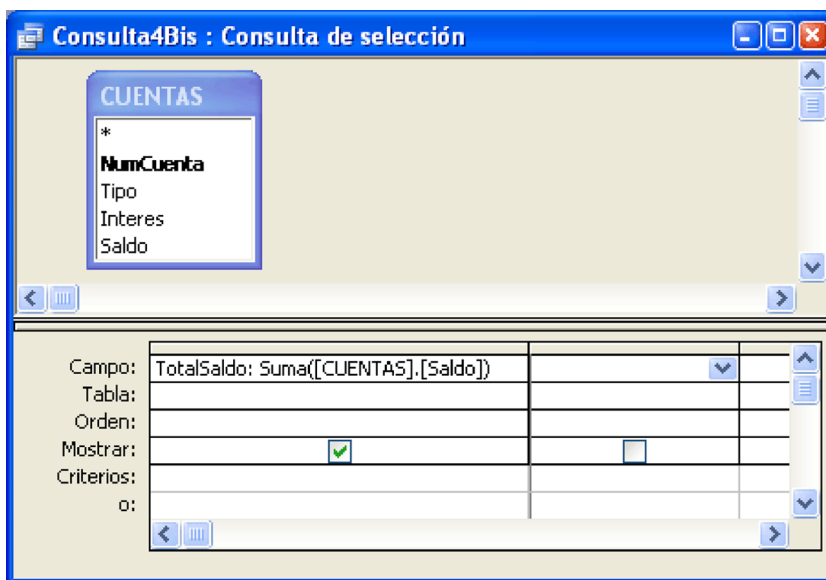 Consulta4Bis : Consulta de selección
CUENTAS
*
NumCuenta
Tipo
Interes
Saldo
Campo: TotalSaldo: Suma([CUENTAS].[Saldo])
Tabla:
Orden:
Mostrar:
Criterios:
o: